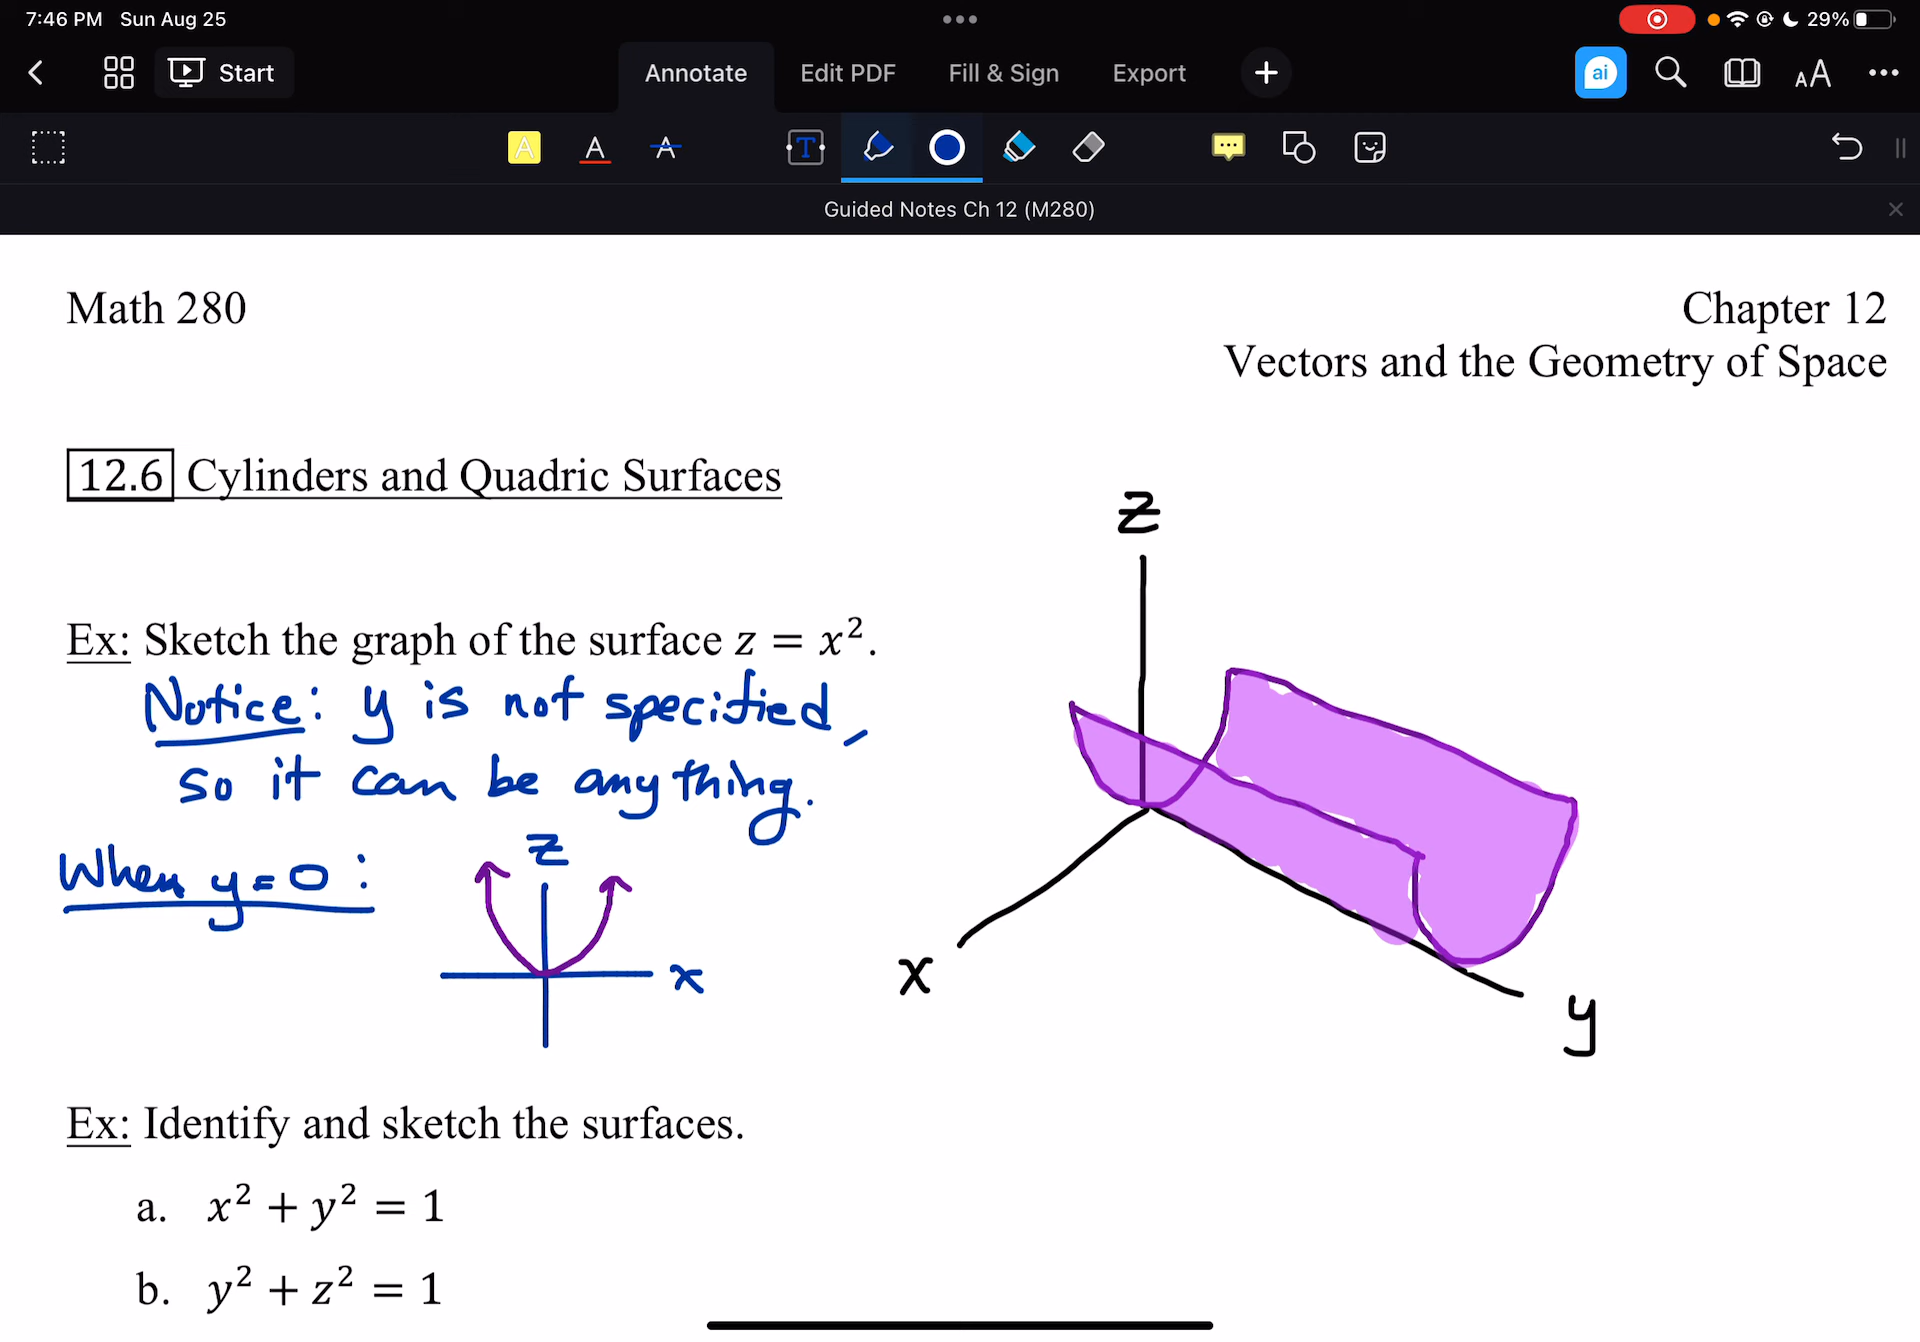 7:46 PM Sun Aug 25
29%
Start
Annotate
Edit PDF
Fill & Sign
Export
ai
AA
A
A
A
T
Guided Notes Ch 12 (M280)
Math 280
Chapter 12
Vectors and the Geometry of Space
12.6 Cylinders and Quadric Surfaces
z
Ex: Sketch the graph of the surface z = x².
Notice: y is not specified,
so it can be anything.
When y=0:
z
x
x
y
Ex: Identify and sketch the surfaces.
a. x² + y² = 1
b. y² + z² = 1